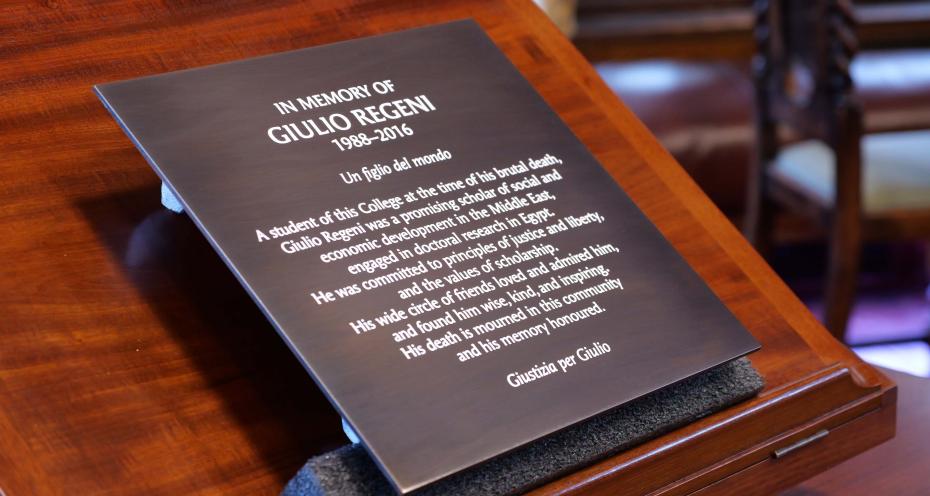 IN MEMORY OF
GIULIO REGENI
1988–2016
Un figlio del mondo
A student of this College at the time of his brutal death,
Giulio Regeni was a promising scholar of social and
economic development in the Middle East,
engaged in doctoral research in Egypt.
He was committed to principles of justice and liberty,
and the values of scholarship.
His wide circle of friends loved and admired him,
and found him wise, kind, and inspiring.
His death is mourned in this community
and his memory honoured.
Giustizia per Giulio